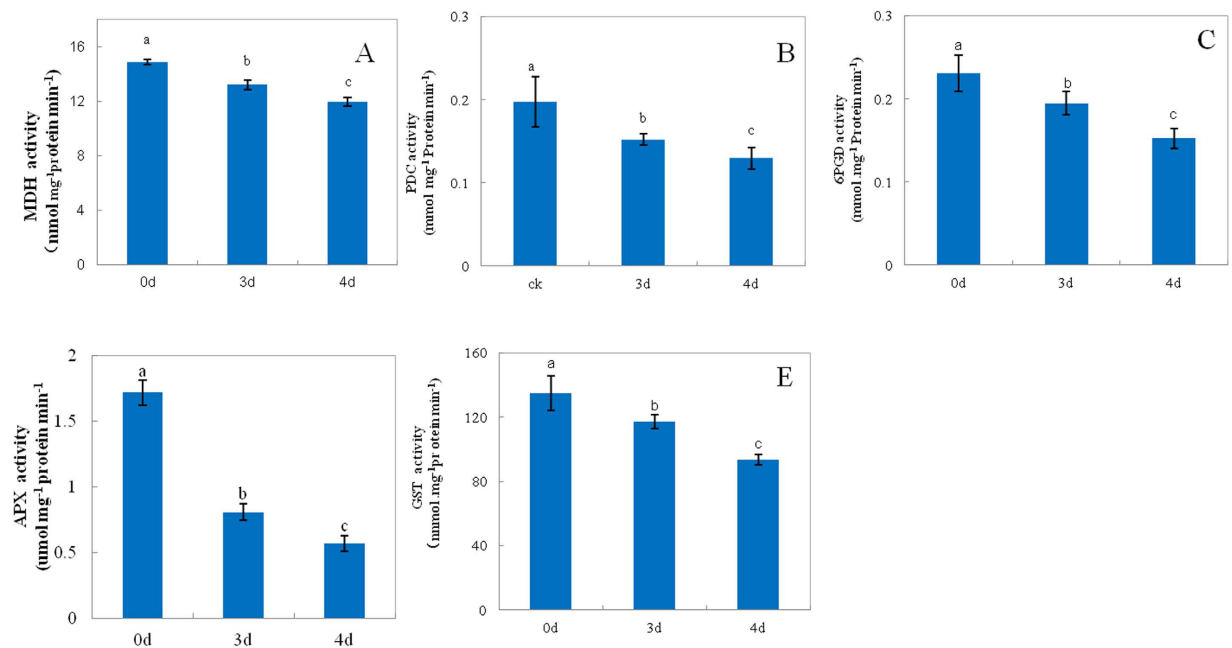 A
MDH activity
(nmol mg-1protein min-1)
16
12
8
4
0
a
b
c
0d
3d
4d
B
PDC activity
(mmol mg-1 Protein min-1)
0.3
0.2
0.1
0
a
b
c
ck
3d
4d
C
6PGD activity
(mmol .mg-1 Protein min-1)
0.3
0.2
0.1
0
a
b
c
0d
3d
4d
APX activity
(umol mg-1 protein min-1
2
1.5
1
0.5
0
a
b
c
0d
3d
4d
E
GST activity
(nmmol .mg-1protein min-1)
160
120
80
40
0
a
b
c
0d
3d
4d